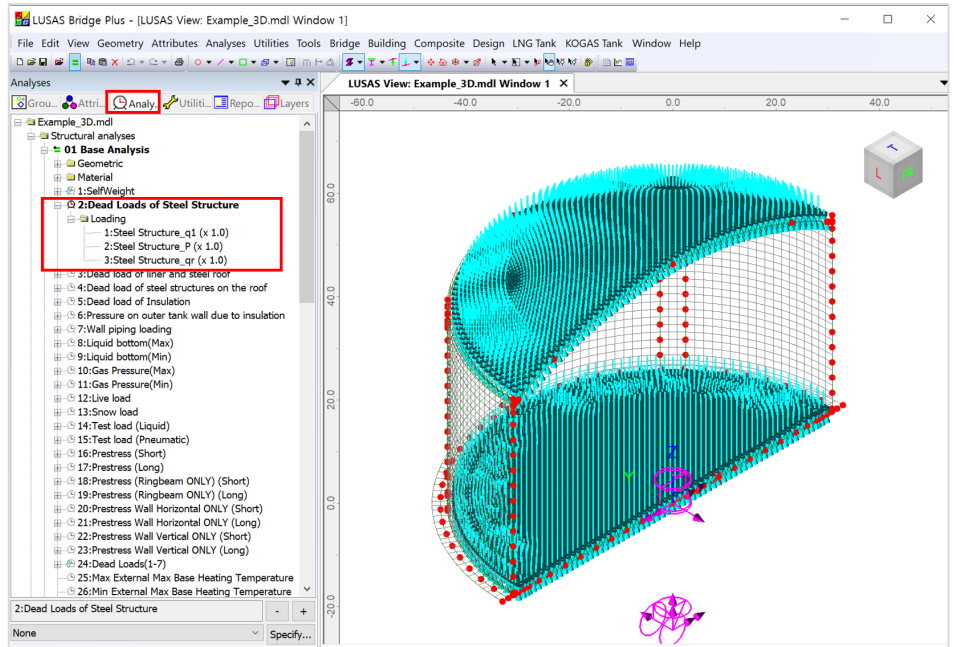 LUSAS Bridge Plus - [LUSAS View: Example_3D.mdl Window 1]
File Edit View Geometry Attributes Analyses Utilities Tools Bridge Building Composite Design LNG Tank KOGAS Tank Window Help
Analyses
LUSAS View: Example_3D.mdl Window 1
Grou... Attri... Analy... Utiliti... Repo... Layers
-60.0 -40.0 -20.0 0.0 20.0 40.0
Example_3D.mdl
Structural analyses
01 Base Analysis
Geometric
Material
1:SelfWeight
2:Dead Loads of Steel Structure
Loading
1:Steel Structure_q1 (x 1.0)
2:Steel Structure_P (x 1.0)
3:Steel Structure_qr (x 1.0)
3:Dead load of liner and steel roof
4:Dead load of steel structures on the roof
5:Dead load of Insulation
6:Pressure on outer tank wall due to insulation
7:Wall piping loading
8:Liquid bottom(Max)
9:Liquid bottom(Min)
10:Gas Pressure(Max)
11:Gas Pressure(Min)
12:Live load
13:Snow load
14:Test load (Liquid)
15:Test load (Pneumatic)
16:Prestress (Short)
17:Prestress (Long)
18:Prestress (Ringbeam ONLY) (Short)
19:Prestress (Ringbeam ONLY) (Long)
20:Prestress Wall Horizontal ONLY (Short)
21:Prestress Wall Horizontal ONLY (Long)
22:Prestress Wall Vertical ONLY (Short)
23:Prestress Wall Vertical ONLY (Long)
24:Dead Loads(1-7)
25:Max External Max Base Heating Temperature
26:Min External Max Base Heating Temperature
2:Dead Loads of Steel Structure
- +
None
Specify...
60.0
40.0
20.0
0.0
-20.0
T
L
Z
Y